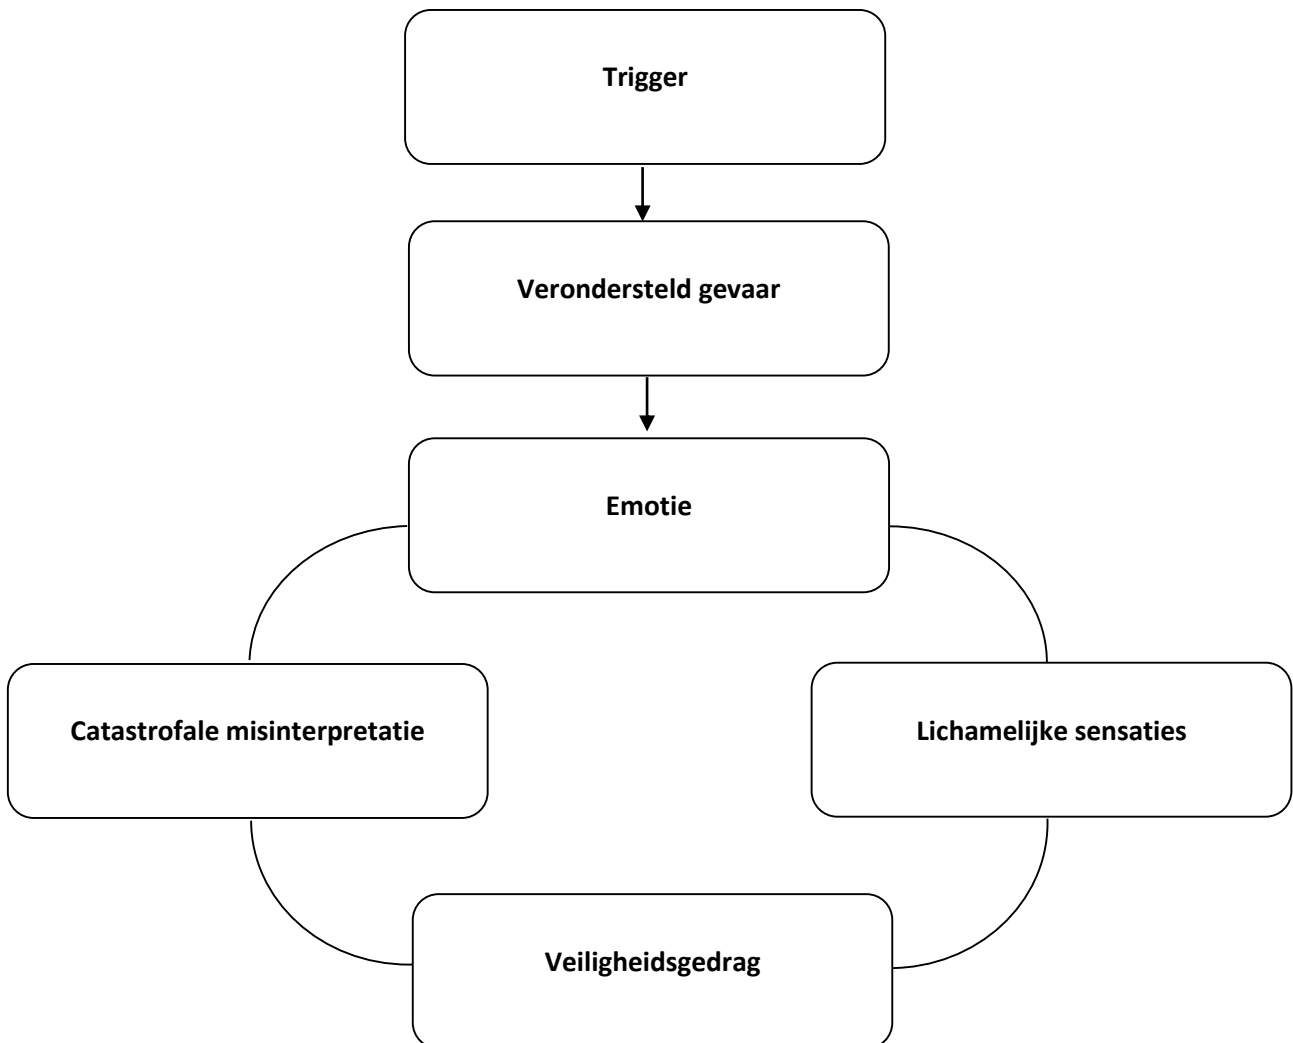 Trigger
Verondersteld gevaar
Emotie
Catastrofale misinterpretatie
Lichamelijke sensaties
Veiligheidsgedrag